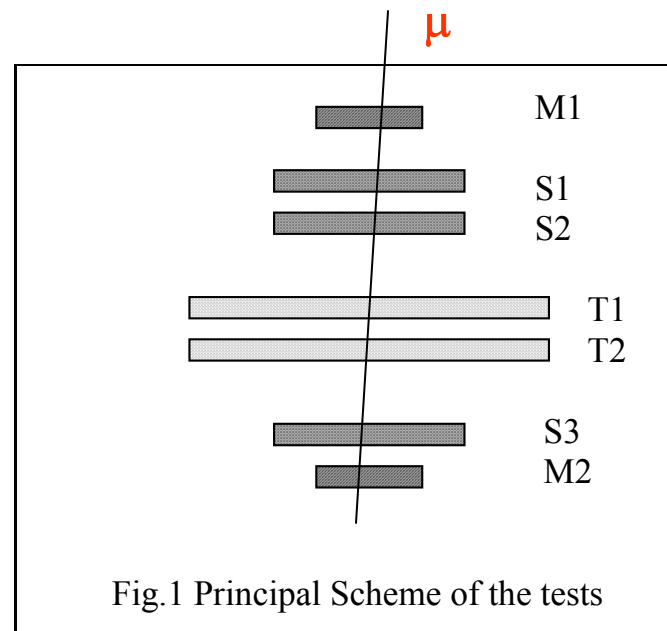 μ
M1
S1
S2
T1
T2
S3
M2
Fig.1 Principal Scheme of the tests